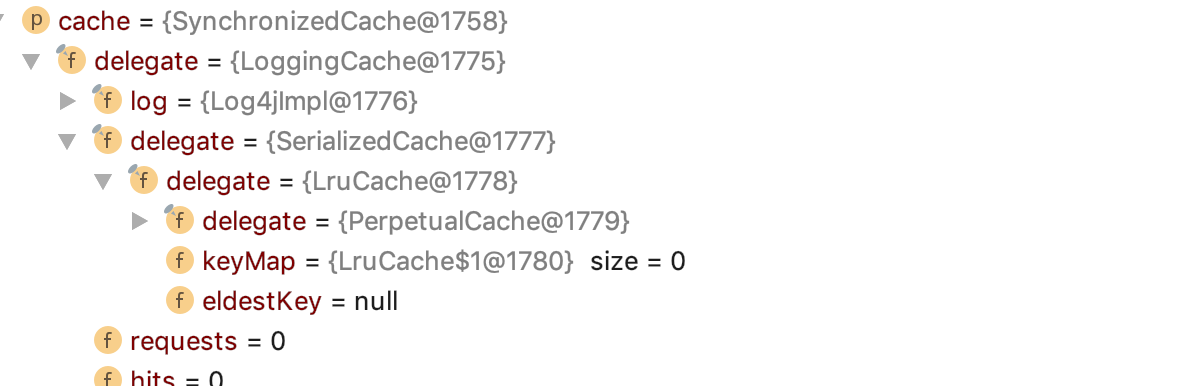 p cache = {SynchronizedCache@1758}
f delegate = {LoggingCache@1775}
f log = {Log4jImpl@1776}
f delegate = {SerializedCache@1777}
f delegate = {LruCache@1778}
f delegate = {PerpetualCache@1779}
f keyMap = {LruCache$1@1780} size = 0
f eldestKey = null
f requests = 0
f hits = 0